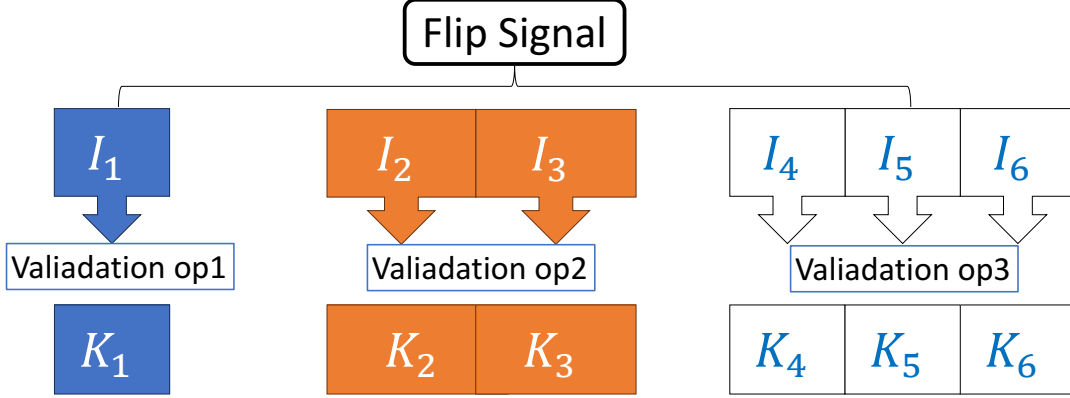 Flip Signal
I₁ I₂ I₃ I₄ I₅ I₆
Valiadation op1 Valiadation op2 Valiadation op3
K₁ K₂ K₃ K₄ K₅ K₆